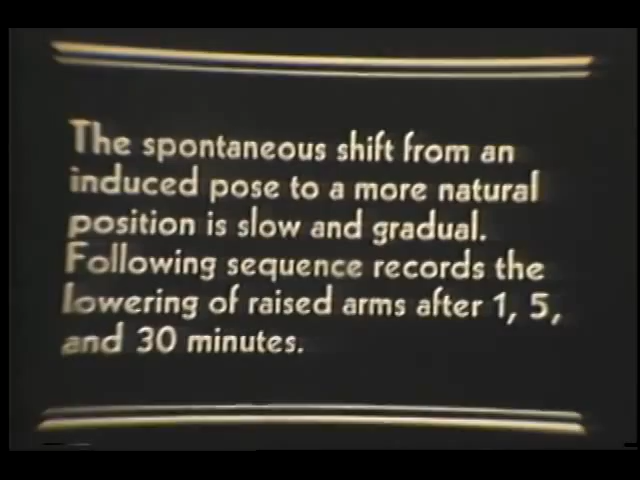 The spontaneous shift from an
induced pose to a more natural
position is slow and gradual.
Following sequence records the
lowering of raised arms after 1, 5,
and 30 minutes.